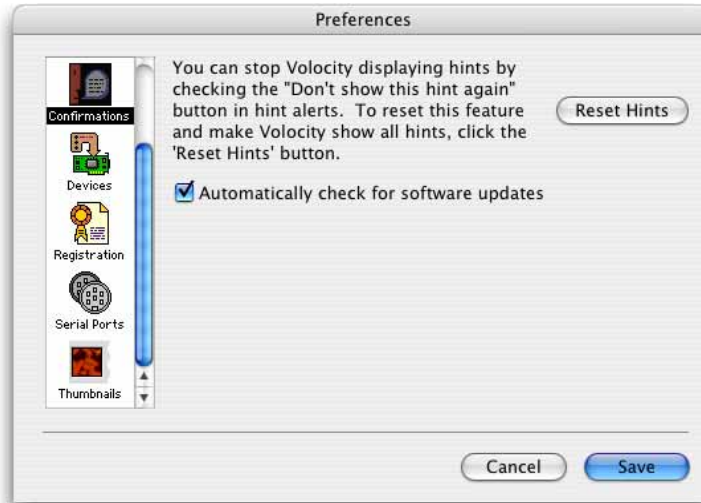 Preferences
Confirmations
Devices
Registration
Serial Ports
Thumbnails
You can stop Volocity displaying hints by
checking the "Don't show this hint again"
button in hint alerts.  To reset this feature
and make Volocity show all hints, click the
'Reset Hints' button.
Reset Hints
Automatically check for software updates
Cancel
Save